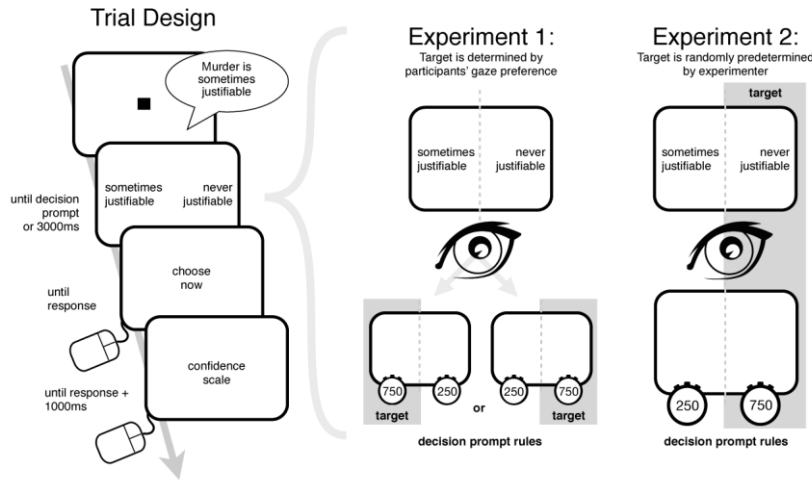 Trial Design
Murder is
sometimes
justifiable
sometimes
justifiable
never
justifiable
until decision
prompt
or 3000ms
choose
now
until
response
confidence
scale
until response +
1000ms
Experiment 1:
Target is determined by
participants' gaze preference
sometimes
justifiable
never
justifiable
750
250
250
750
target
or
target
decision prompt rules
Experiment 2:
Target is randomly predetermined
by experimenter
target
sometimes
justifiable
never
justifiable
250
750
decision prompt rules